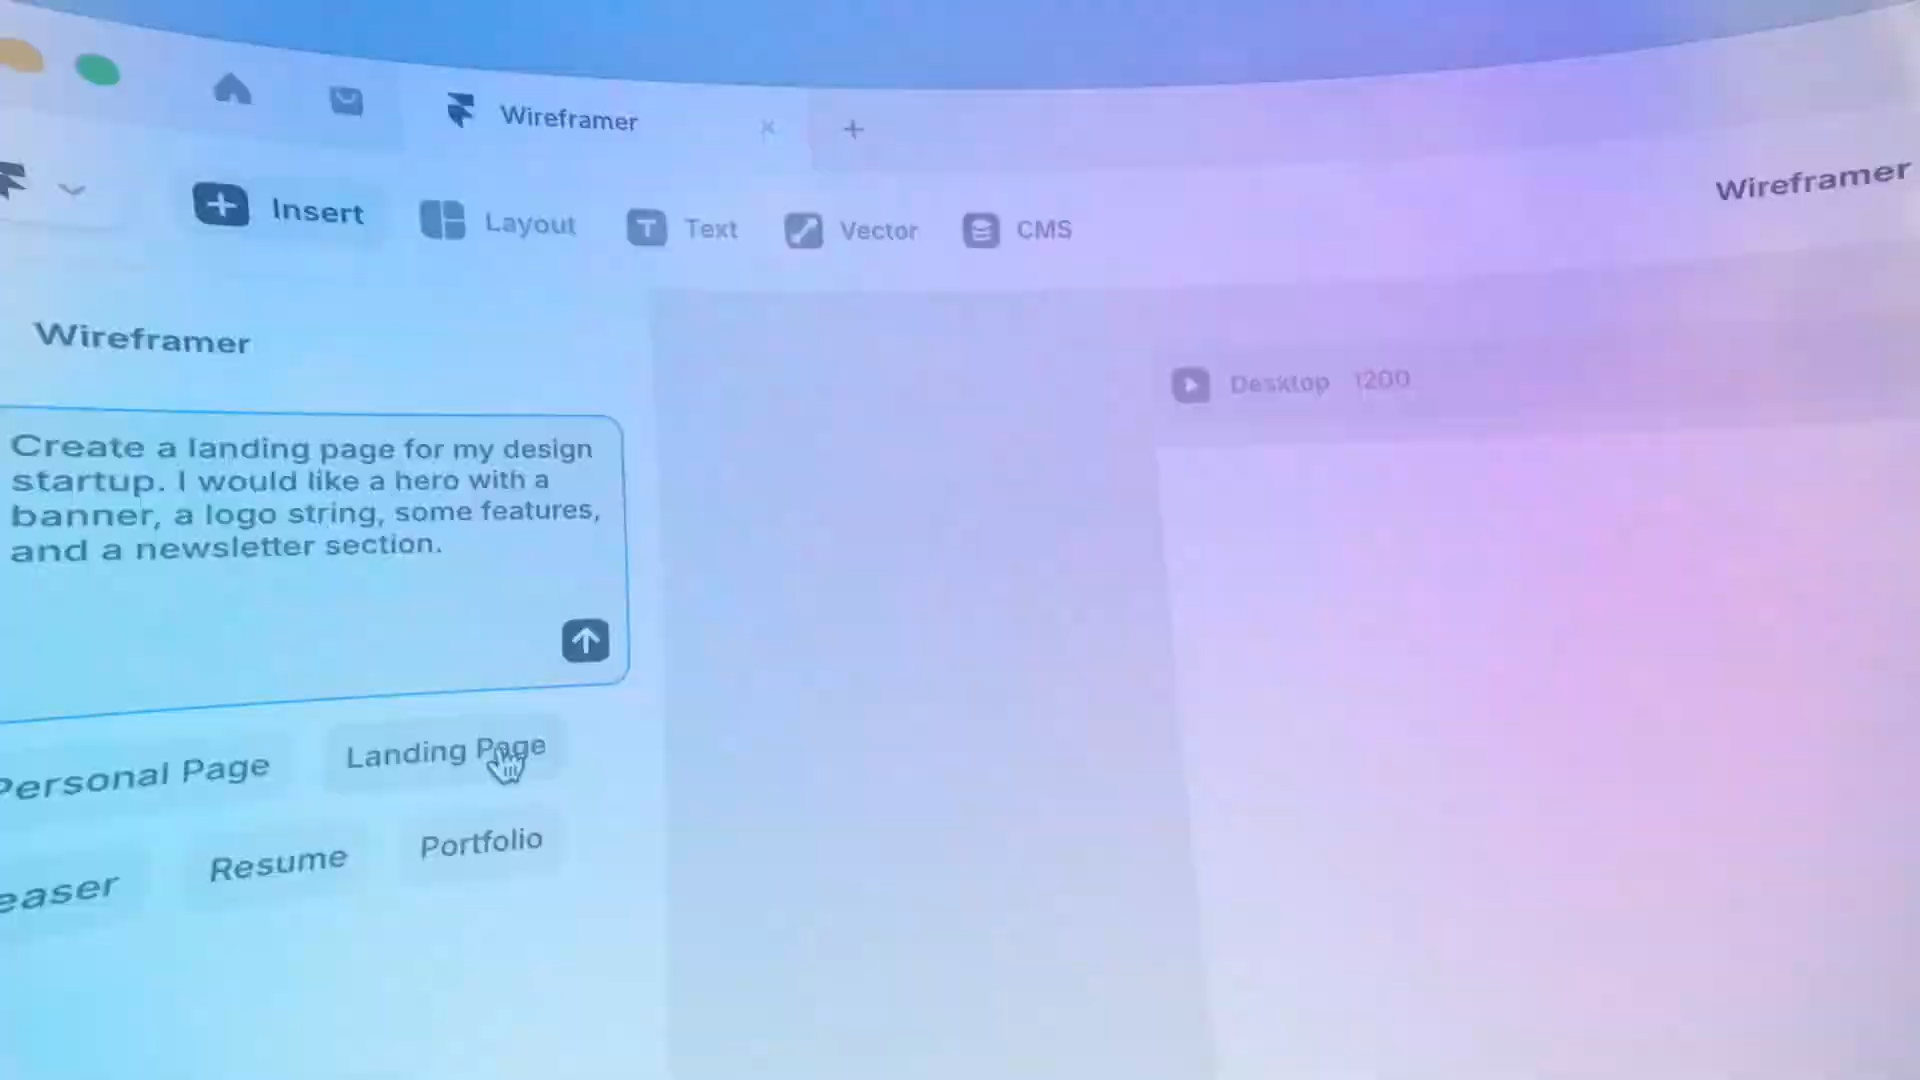 Wireframer
Insert
Layout
Text
Vector
CMS
Wireframer
Wireframer
Desktop 1200
Create a landing page for my design
startup. I would like a hero with a
banner, a logo string, some features,
and a newsletter section.
Personal Page
Landing Page
Resume
Portfolio